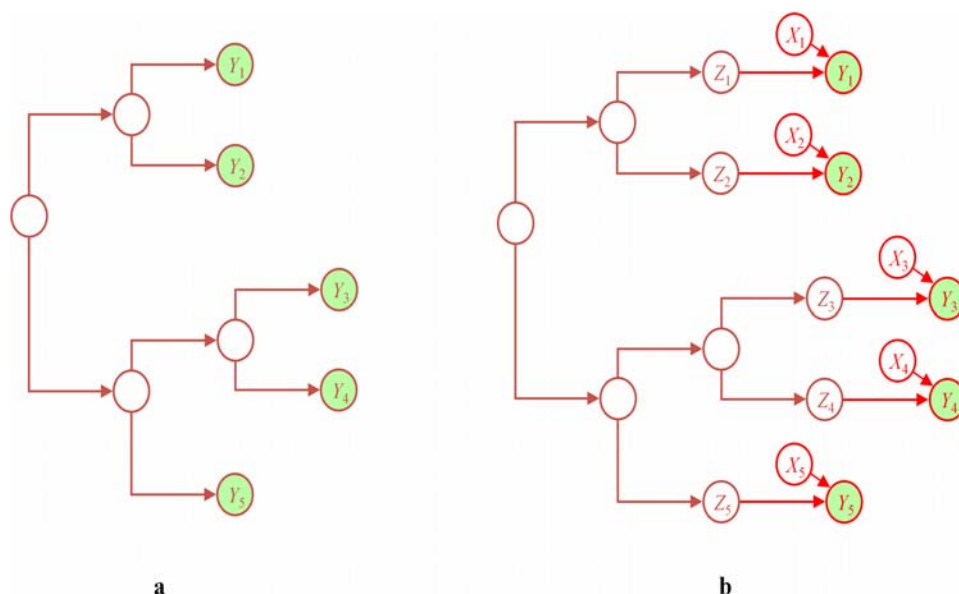 Y₁
Y₂
Y₃
Y₄
Y₅
a
X₁
Z₁ Y₁
X₂
Z₂ Y₂
X₃
Z₃ Y₃
X₄
Z₄ Y₄
X₅
Z₅ Y₅
b